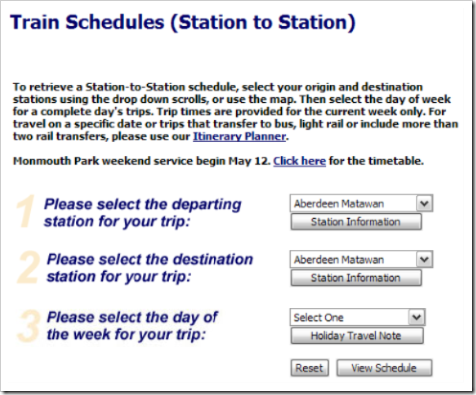 Train Schedules (Station to Station)
To retrieve a Station-to-Station schedule, select your origin and destination
stations using the drop down scrolls, or use the map. Then select the day of week
for a complete day's trips. Trip times are provided for the current week only. For
travel on a specific date or trips that transfer to bus, light rail or include more than
two rail transfers, please use our Itinerary Planner.
Monmouth Park weekend service begin May 12. Click here for the timetable.
1 Please select the departing
station for your trip:
Aberdeen Matawan
Station Information
2 Please select the destination
station for your trip:
Aberdeen Matawan
Station Information
3 Please select the day of
the week for your trip:
Select One
Holiday Travel Note
Reset View Schedule